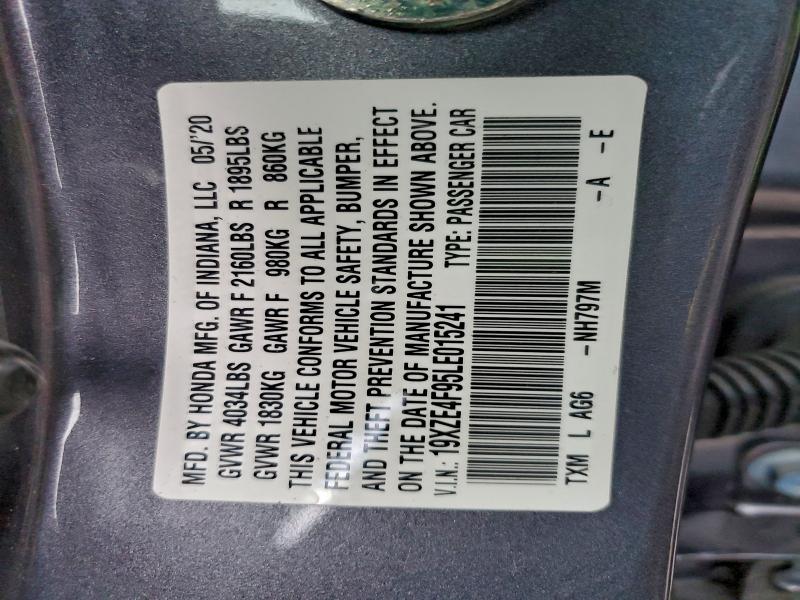 MFD. BY HONDA MFG. OF INDIANA, LLC 05/'20
GVWR 4034LBS GAWR F 2160LBS R 1895LBS
GVWR 1830KG GAWR F 980KG R 860KG
THIS VEHICLE CONFORMS TO ALL APPLICABLE
FEDERAL MOTOR VEHICLE SAFETY, BUMPER,
AND THEFT PREVENTION STANDARDS IN EFFECT
ON THE DATE OF MANUFACTURE SHOWN ABOVE.
V.I.N.: 19XZE4F95LE015241 TYPE: PASSENGER CAR
TXM L AG6 -NH797M -A -E